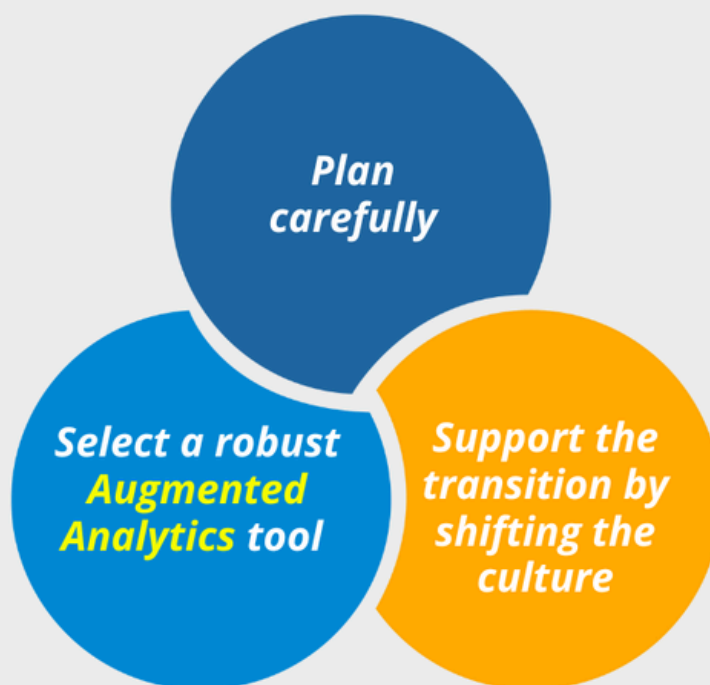 Plan
carefully
Select a robust
Augmented
Analytics tool
Support the
transition by
shifting the
culture